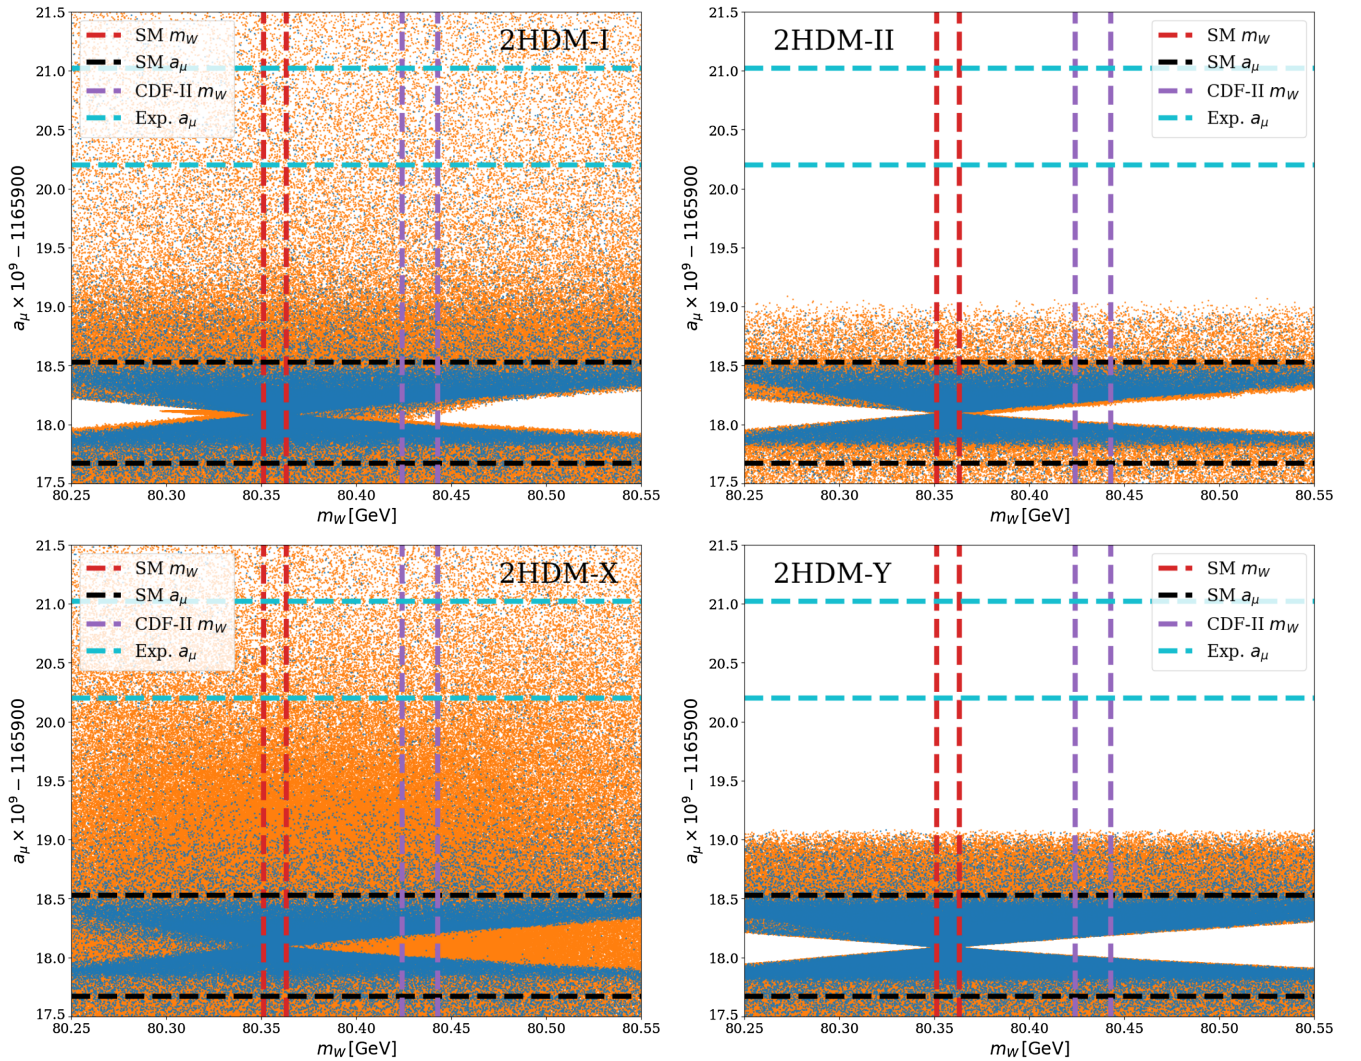 2HDM-I
SM m_W
SM a_μ
CDF-II m_W
Exp. a_μ
21.5
21.0
20.5
20.0
19.5
19.0
18.5
18.0
17.5
a_μ × 10^9 − 1165900
80.25 80.30 80.35 80.40 80.45 80.50 80.55
m_W [GeV]
2HDM-II
SM m_W
SM a_μ
CDF-II m_W
Exp. a_μ
21.5
21.0
20.5
20.0
19.5
19.0
18.5
18.0
17.5
a_μ × 10^9 − 1165900
80.25 80.30 80.35 80.40 80.45 80.50 80.55
m_W [GeV]
2HDM-X
SM m_W
SM a_μ
CDF-II m_W
Exp. a_μ
21.5
21.0
20.5
20.0
19.5
19.0
18.5
18.0
17.5
a_μ × 10^9 − 1165900
80.25 80.30 80.35 80.40 80.45 80.50 80.55
m_W [GeV]
2HDM-Y
SM m_W
SM a_μ
CDF-II m_W
Exp. a_μ
21.5
21.0
20.5
20.0
19.5
19.0
18.5
18.0
17.5
a_μ × 10^9 − 1165900
80.25 80.30 80.35 80.40 80.45 80.50 80.55
m_W [GeV]